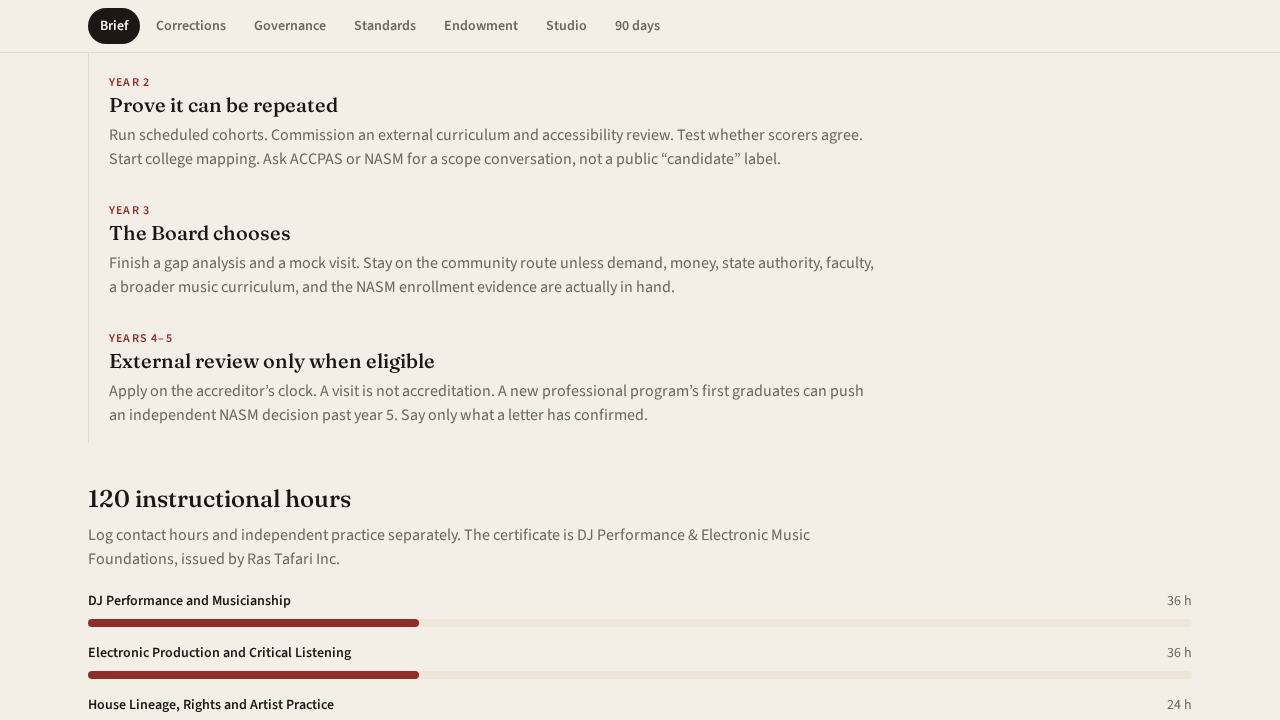 Brief
Corrections
Governance
Standards
Endowment
Studio
90 days
YEAR 2
Prove it can be repeated
Run scheduled cohorts. Commission an external curriculum and accessibility review. Test whether scorers agree.
Start college mapping. Ask ACCPAS or NASM for a scope conversation, not a public “candidate” label.
YEAR 3
The Board chooses
Finish a gap analysis and a mock visit. Stay on the community route unless demand, money, state authority, faculty,
a broader music curriculum, and the NASM enrollment evidence are actually in hand.
YEARS 4–5
External review only when eligible
Apply on the accreditor’s clock. A visit is not accreditation. A new professional program’s first graduates can push
an independent NASM decision past year 5. Say only what a letter has confirmed.
120 instructional hours
Log contact hours and independent practice separately. The certificate is DJ Performance & Electronic Music
Foundations, issued by Ras Tafari Inc.
DJ Performance and Musicianship 36 h
Electronic Production and Critical Listening 36 h
House Lineage, Rights and Artist Practice 24 h